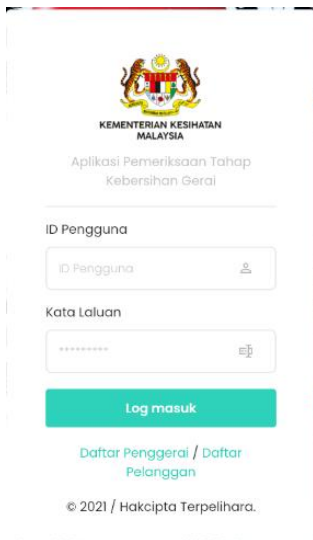 KEMENTERIAN KESIHATAN
MALAYSIA
Aplikasi Pemeriksaan Tahap
Kebersihan Gerai
ID Pengguna
ID Pengguna
Kata Laluan
*********
Log masuk
Daftar Penggerai / Daftar
Pelanggan
© 2021 / Hakcipta Terpelihara.